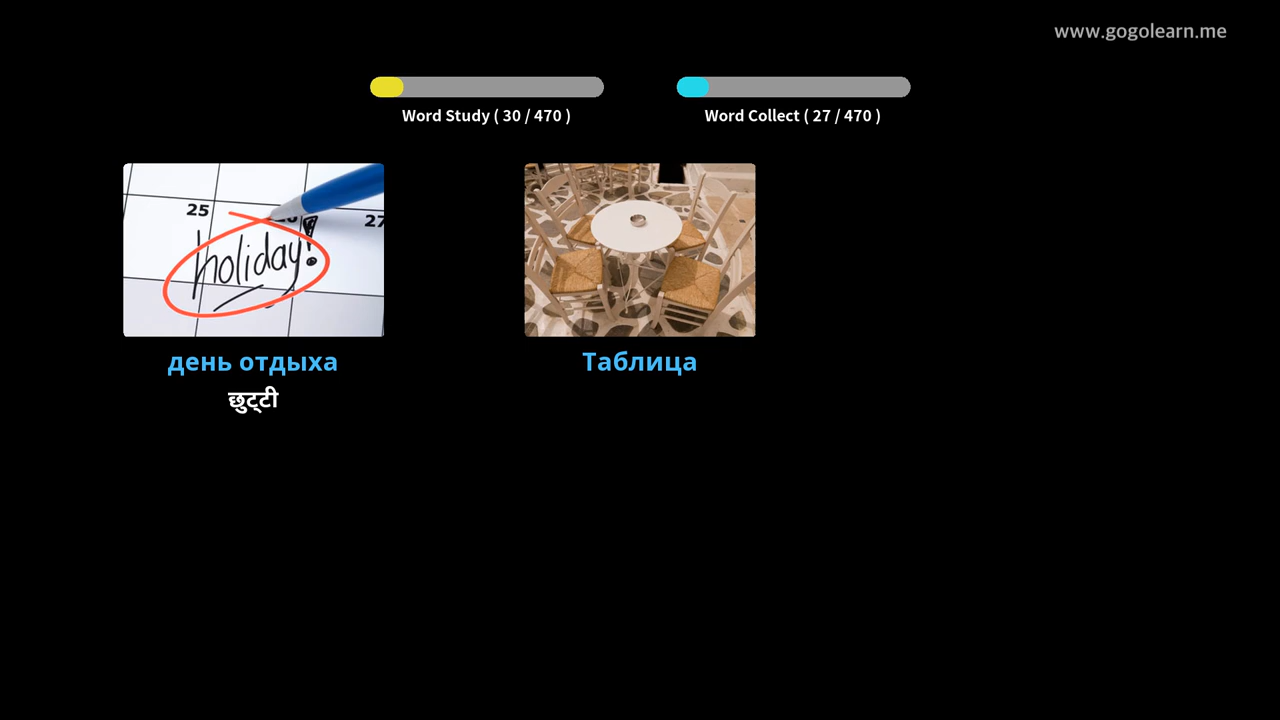 www.gogolearn.me
Word Study ( 30 / 470 )
Word Collect ( 27 / 470 )
25
27
holiday!
день отдыха
Таблица
छुट्टी